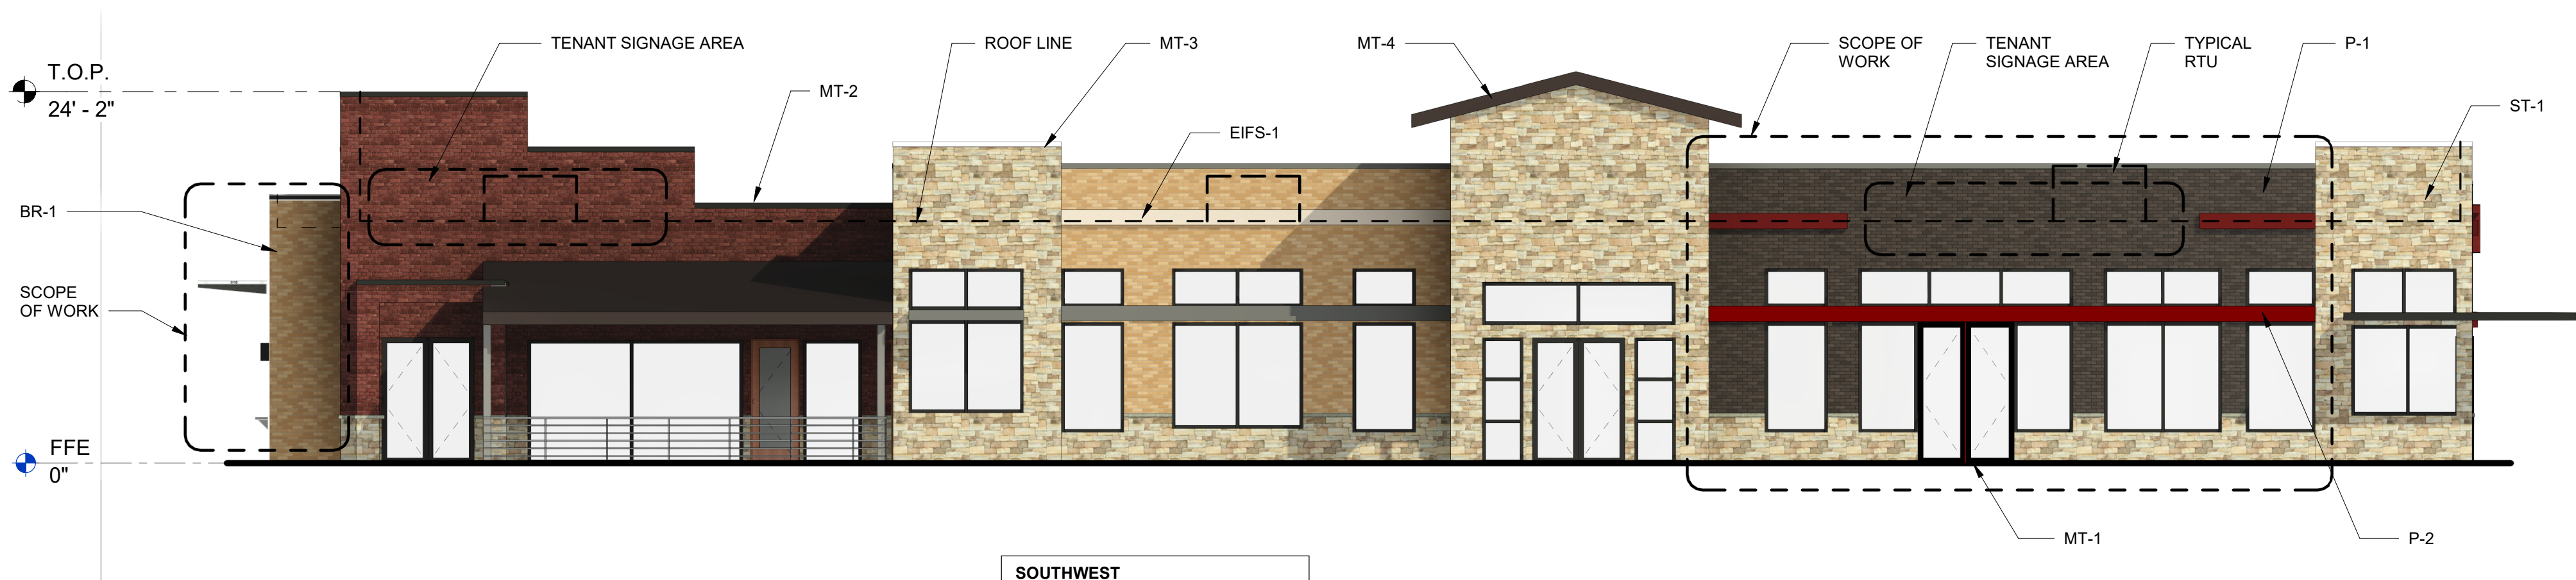 TENANT SIGNAGE AREA
ROOF LINE
MT-3
MT-4
SCOPE OF
WORK
TENANT
SIGNAGE AREA
TYPICAL
RTU
P-1
T.O.P.
24' - 2"
MT-2
ST-1
EIFS-1
BR-1
SCOPE
OF WORK
FFE
0"
MT-1
P-2
SOUTHWEST